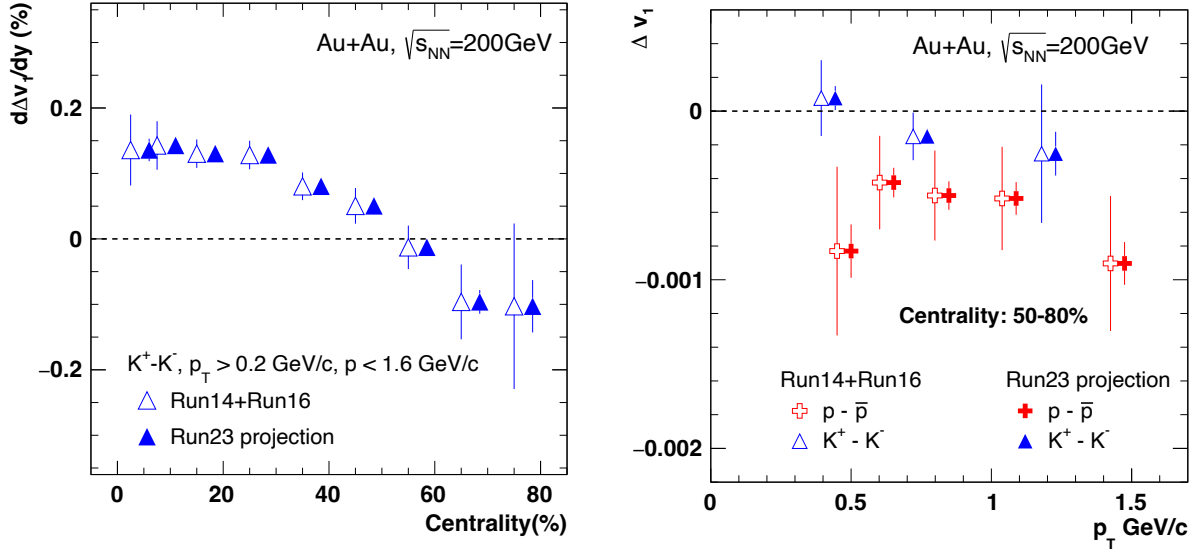 dΔv₁/dy (%)
Au+Au, √sNN=200GeV
0.2
0
−0.2
K⁺-K⁻, pT > 0.2 GeV/c, p < 1.6 GeV/c
Run14+Run16
Run23 projection
0 20 40 60 80
Centrality(%)
Δ v₁
Au+Au, √sNN=200GeV
0
−0.001
−0.002
Centrality: 50-80%
Run14+Run16 Run23 projection
p - p̅ p - p̅
K⁺ - K⁻ K⁺ - K⁻
0 0.5 1 1.5
pT GeV/c